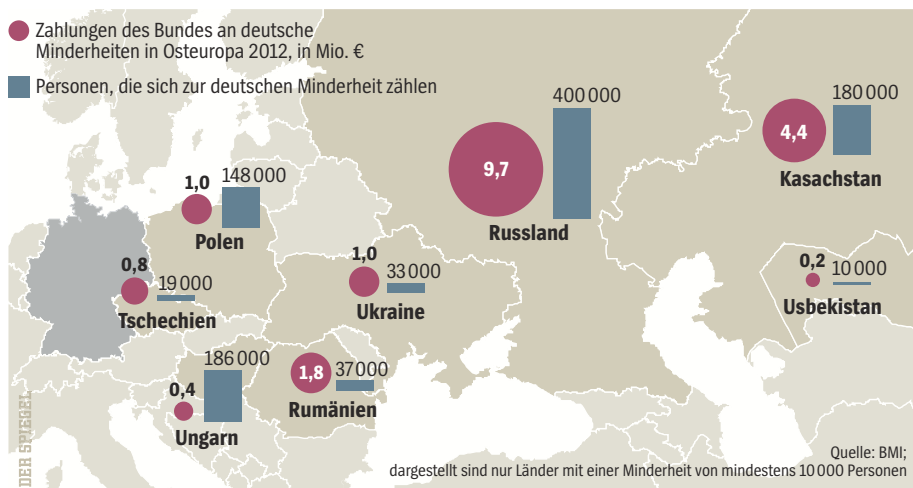 Zahlungen des Bundes an deutsche
Minderheiten in Osteuropa 2012, in Mio. €
Personen, die sich zur deutschen Minderheit zählen
400 000
9,7
Russland
180 000
4,4
Kasachstan
1,0
148 000
Polen
0,8
19 000
Tschechien
1,0
33 000
Ukraine
0,2
10 000
Usbekistan
186 000
0,4
Ungarn
1,8
37 000
Rumänien
DER SPIEGEL
Quelle: BMI;
dargestellt sind nur Länder mit einer Minderheit von mindestens 10 000 Personen